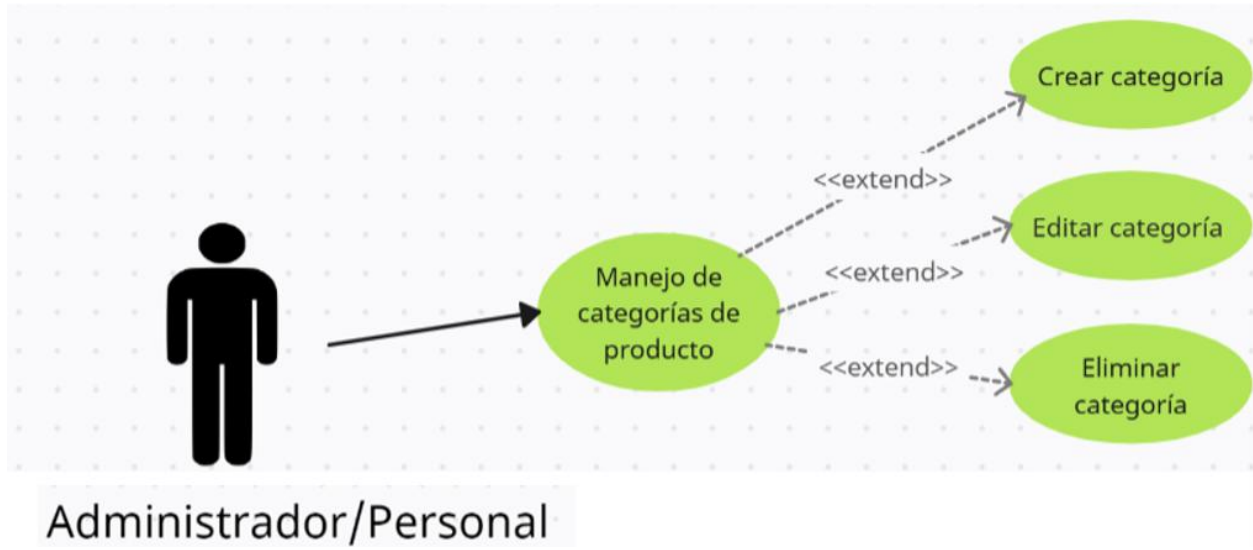 Crear categoría
<<extend>>
Editar categoría
<<extend>>
Manejo de
categorías de
producto
<<extend>>
Eliminar
categoría
Administrador/Personal